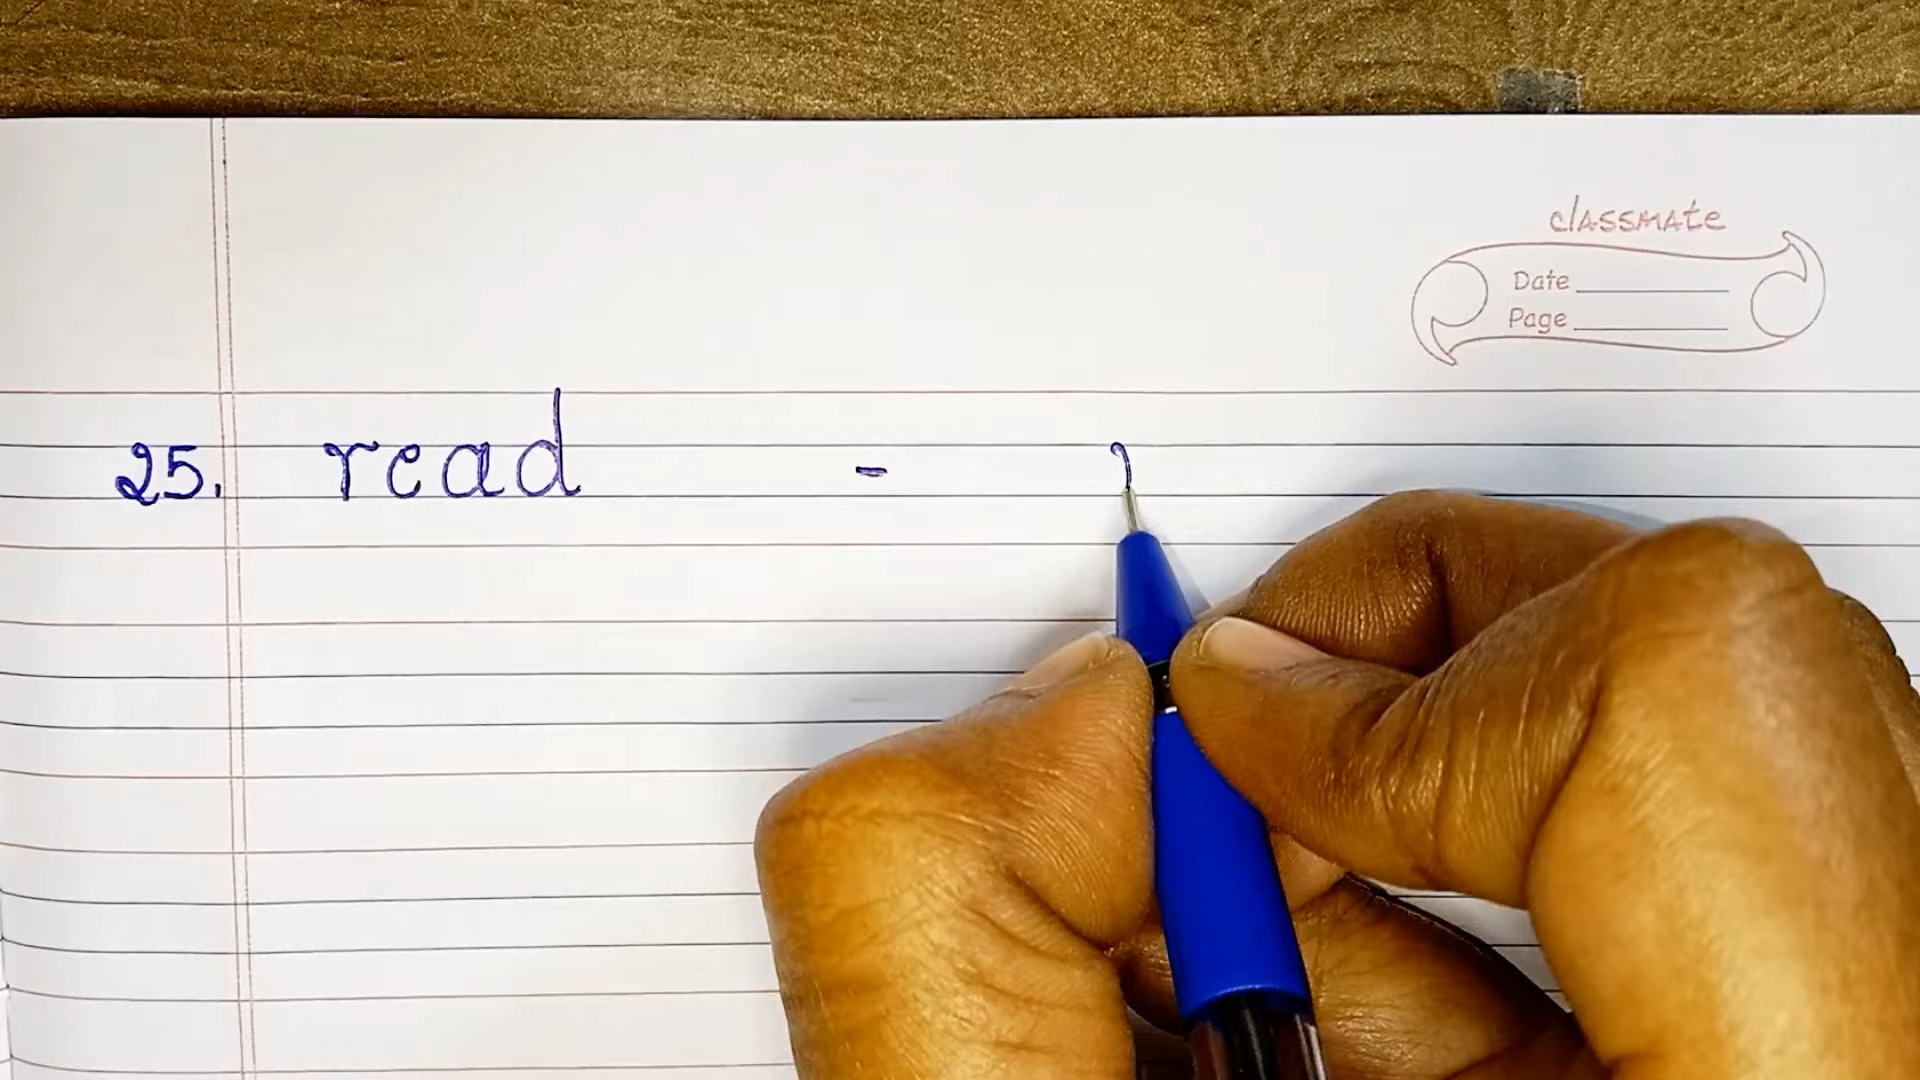 classmate
Date
Page
25. read -